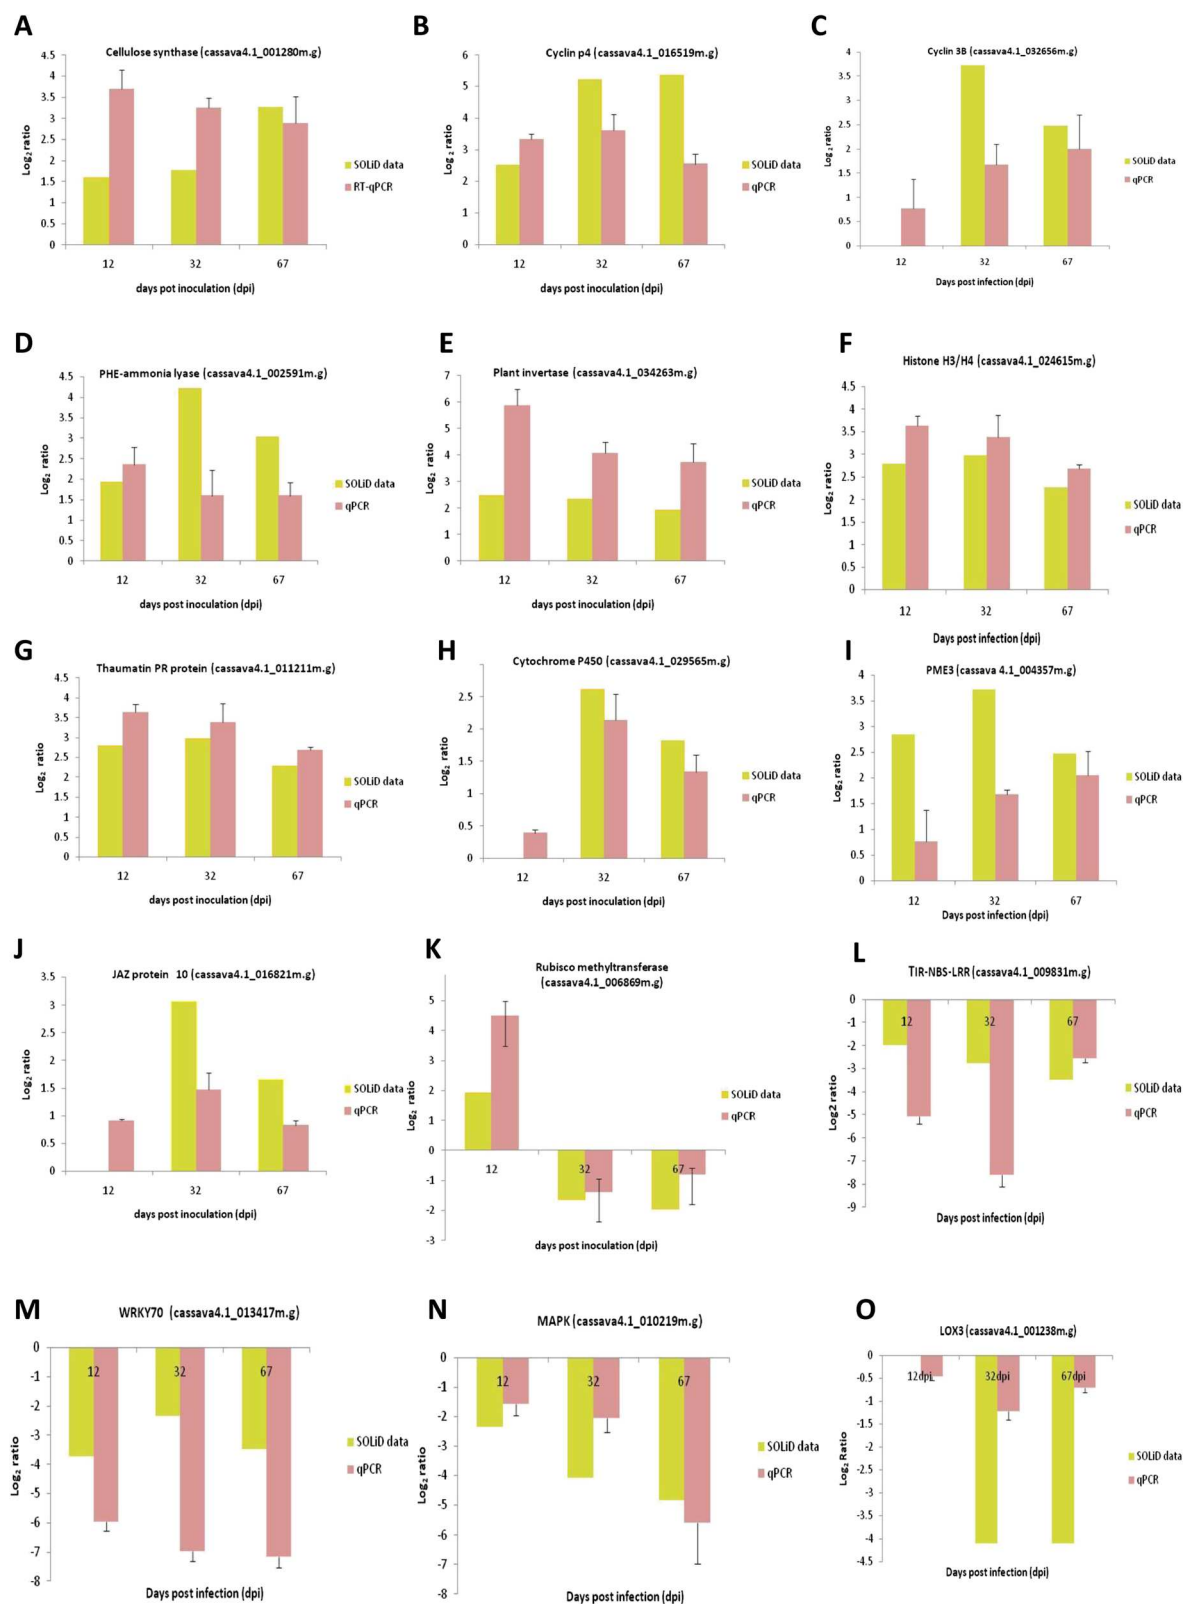 A
Cellulose synthase (cassava4.1_001280m.g)
4.5
4
3.5
3
2.5
2
1.5
1
0.5
0
Log2 ratio
12 32 67
days pot inoculation (dpi)
SOLiD data
RT-qPCR
B
Cyclin p4 (cassava4.1_016519m.g)
6
5
4
3
2
1
0
Log 2 ratio
12 32 67
days post inoculation (dpi)
SOLiD data
qPCR
C
Cyclin 3B (cassava4.1_032656m.g)
4
3.5
3
2.5
2
1.5
1
0.5
0
Log2 ratio
12 32 67
Days post infection (dpi)
SOLiD data
qPCR
D
PHE-ammonia lyase (cassava4.1_002591m.g)
4.5
4
3.5
3
2.5
2
1.5
1
0.5
0
Log2 ratio
12 32 67
days post inoculation (dpi)
SOLiD data
qPCR
E
Plant invertase (cassava4.1_034263m.g)
7
6
5
4
3
2
1
0
Log2 ratio
12 32 67
days post inoculation (dpi)
SOLiD data
qPCR
F
Histone H3/H4 (cassava4.1_024615m.g)
4.5
4
3.5
3
2.5
2
1.5
1
0.5
0
Log2 ratio
12 32 67
Days post infection (dpi)
SOLiD data
qPCR
G
Thaumatin PR protein (cassava4.1_011211m.g)
4.5
4
3.5
3
2.5
2
1.5
1
0.5
0
Log2 ratio
12 32 67
days post inoculation (dpi)
SOLiD data
qPCR
H
Cytochrome P450 (cassava4.1_029565m.g)
2.5
2
1.5
1
0.5
0
Log2 ratio
12 32 67
days post inoculation (dpi)
SOLiD data
qPCR
I
PME3 (cassava 4.1_004357m.g)
4
3.5
3
2.5
2
1.5
1
0.5
0
Log2 ratio
12 32 67
Days post infection (dpi)
SOLiD data
qPCR
J
JAZ protein 10 (cassava4.1_016821m.g)
3.5
3
2.5
2
1.5
1
0.5
0
Log2 ratio
12 32 67
days post inoculation (dpi)
SOLiD data
qPCR
K
Rubisco methyltransferase
(cassava4.1_006869m.g)
5
4
3
2
1
0
-1
-2
-3
Log2 ratio
12 32 67
days post inoculation (dpi)
SOLiD data
qPCR
L
TIR-NBS-LRR (cassava4.1_009831m.g)
0
-1
-2
-3
-4
-5
-6
-7
-8
-9
Log2 ratio
12 32 67
Days post infection (dpi)
SOLiD data
qPCR
M
WRKY70 (cassava4.1_013417m.g)
0
-1
-2
-3
-4
-5
-6
-7
-8
Log2 ratio
12 32 67
Days post infection (dpi)
SOLiD data
qPCR
N
MAPK (cassava4.1_010219m.g)
0
-1
-2
-3
-4
-5
-6
-7
-8
Log2 ratio
12 32 67
Days post infection (dpi)
SOLiD data
qPCR
O
LOX3 (cassava4.1_001238m.g)
0
-0.5
-1
-1.5
-2
-2.5
-3
-3.5
-4
-4.5
Log2 Ratio
12dpi 32dpi 67dpi
Days post infection (dpi)
SOLiD data
qPCR